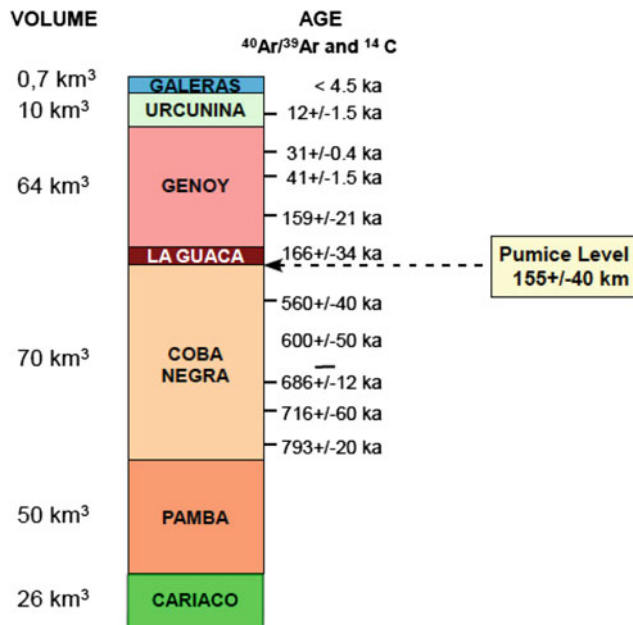 VOLUME
AGE
⁴⁰Ar/³⁹Ar and ¹⁴ C
0,7 km³
GALERAS
< 4.5 ka
10 km³
URCUNINA
12+/-1.5 ka
31+/-0.4 ka
64 km³
GENOY
41+/-1.5 ka
159+/-21 ka
LA GUACA
166+/-34 ka
Pumice Level
155+/-40 km
560+/-40 ka
70 km³
COBA
NEGRA
600+/-50 ka
686+/-12 ka
716+/-60 ka
793+/-20 ka
50 km³
PAMBA
26 km³
CARIACO